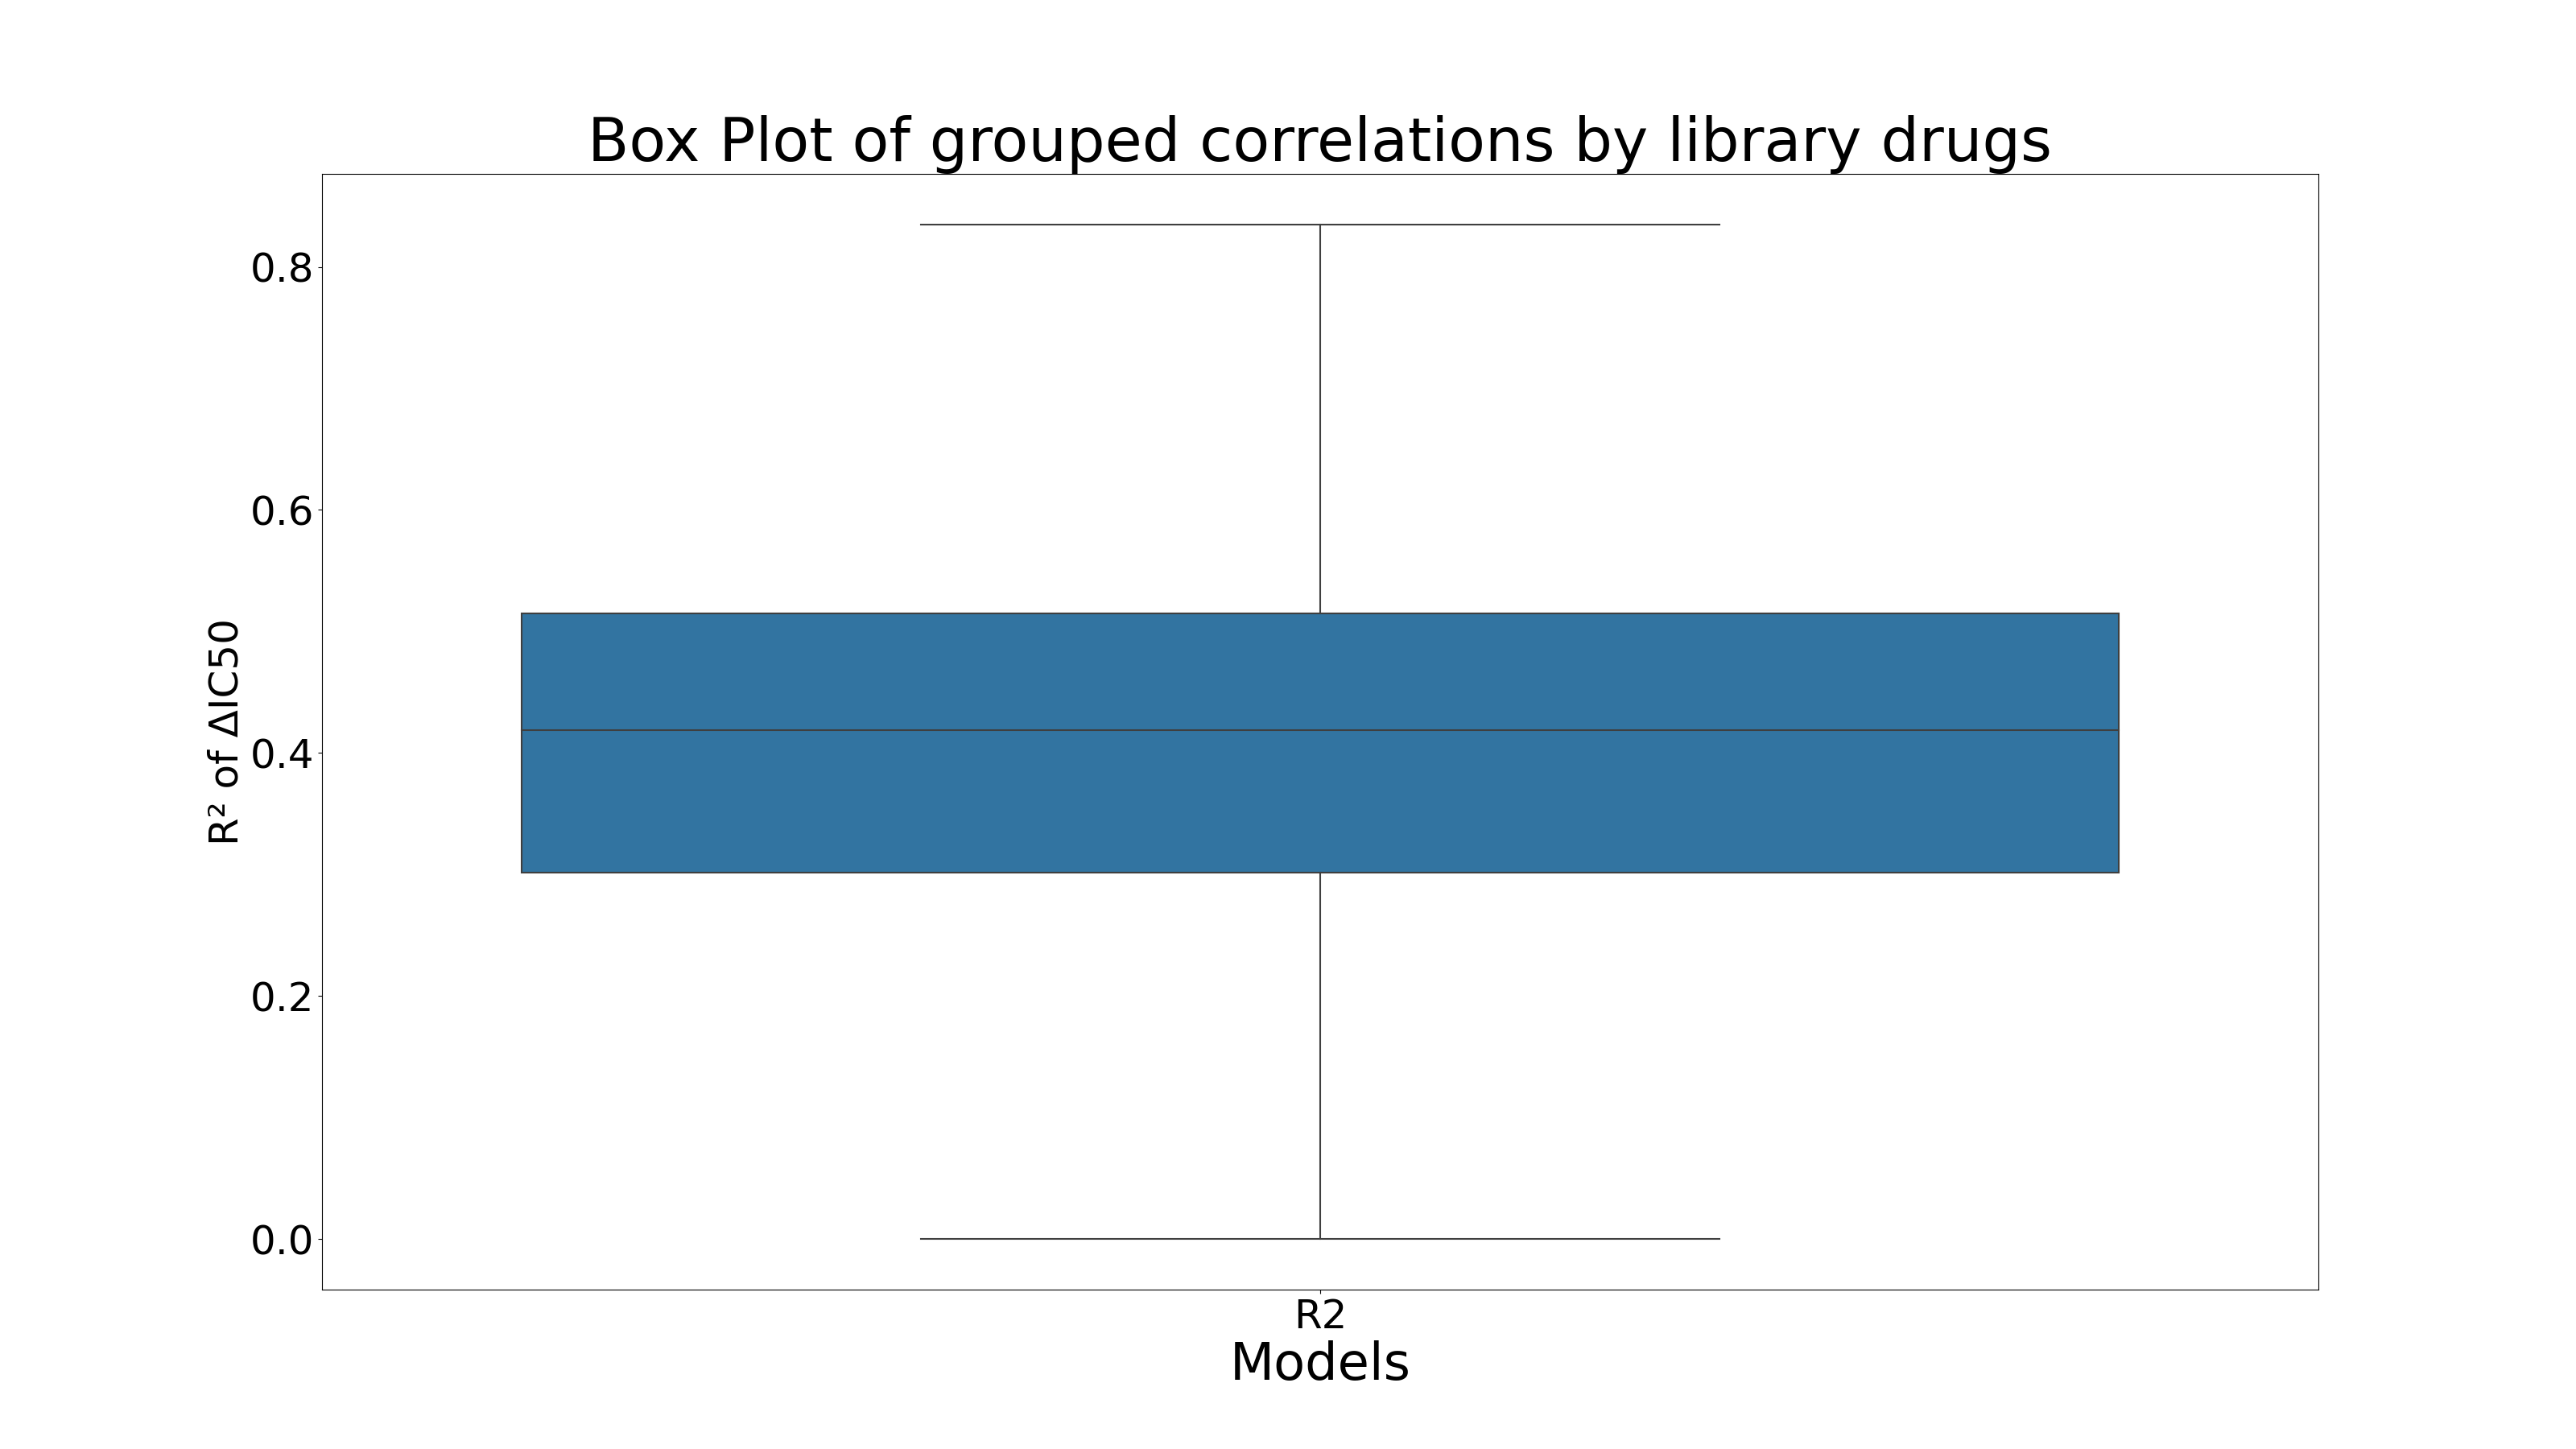 Box Plot of grouped correlations by library drugs
R² of ΔIC50
0.8
0.6
0.4
0.2
0.0
R2
Models